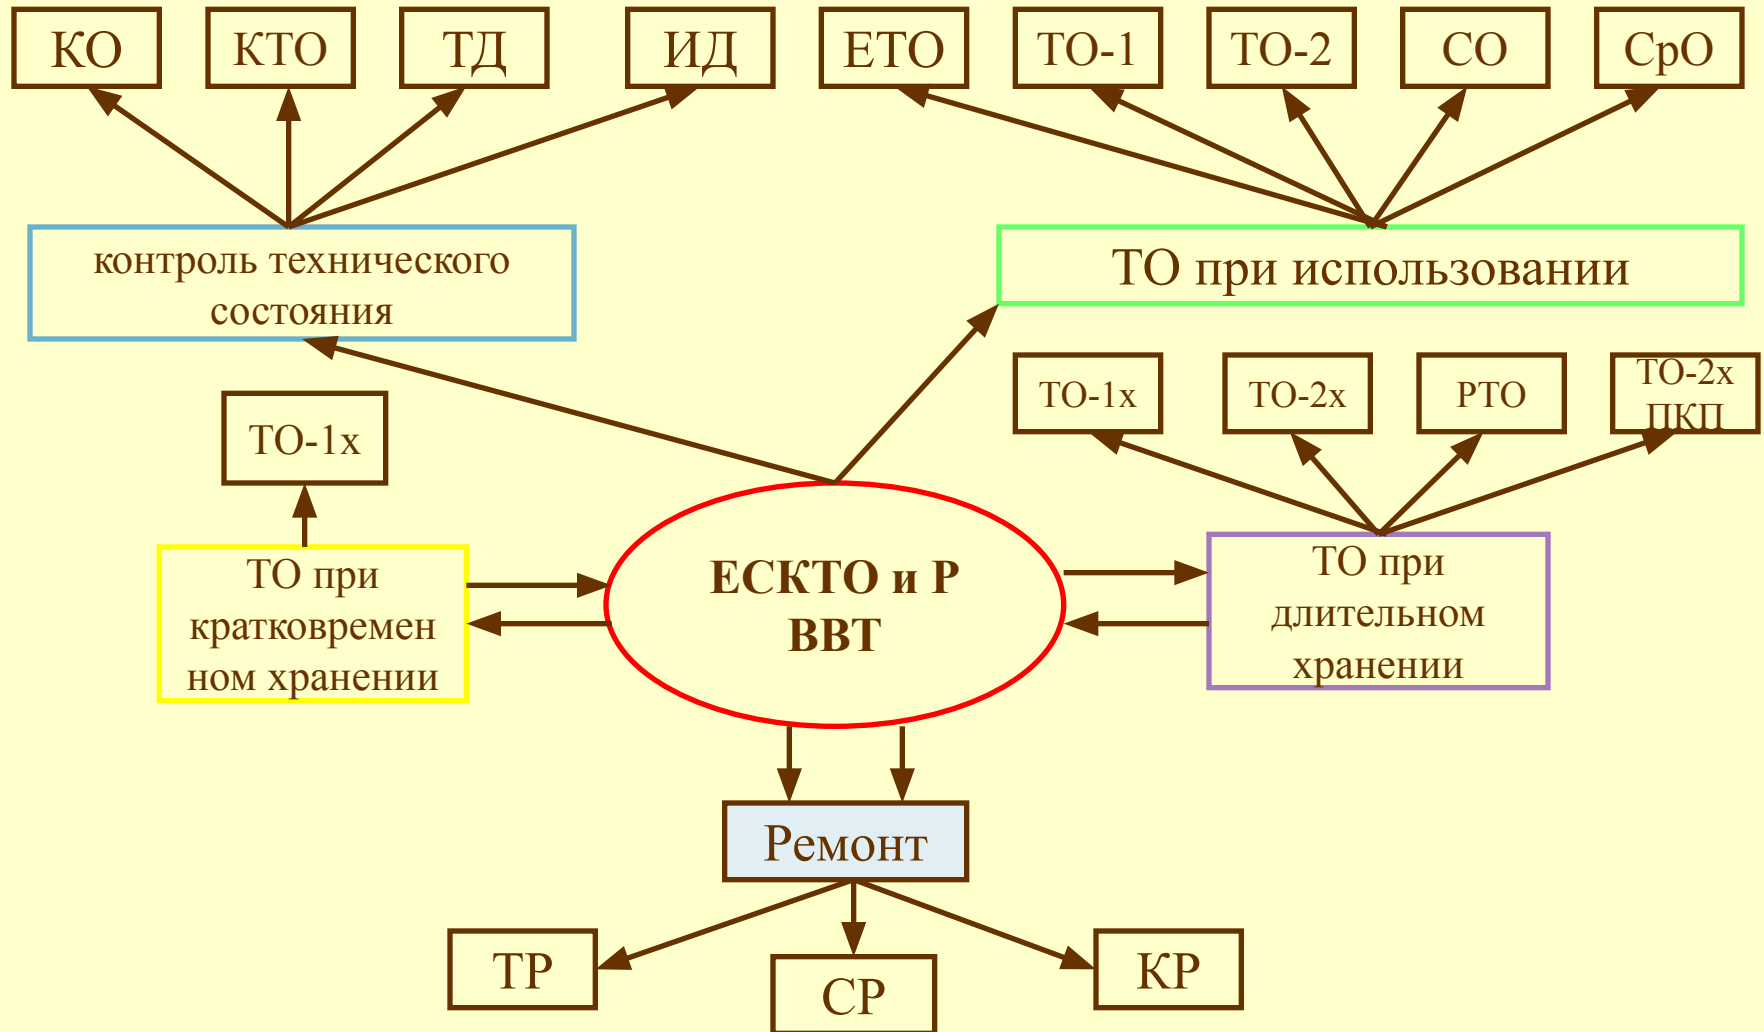 КО
КТО
ТД
ИД
ЕТО
ТО-1
ТО-2
СО
СрО
контроль технического
состояния
ТО при использовании
ТО-1х
ТО-1х
ТО-2х
РТО
ТО-2х
ПКП
ТО при
кратковремен
ном хранении
ЕСКТО и Р
ВВТ
ТО при
длительном
хранении
Ремонт
ТР
СР
КР